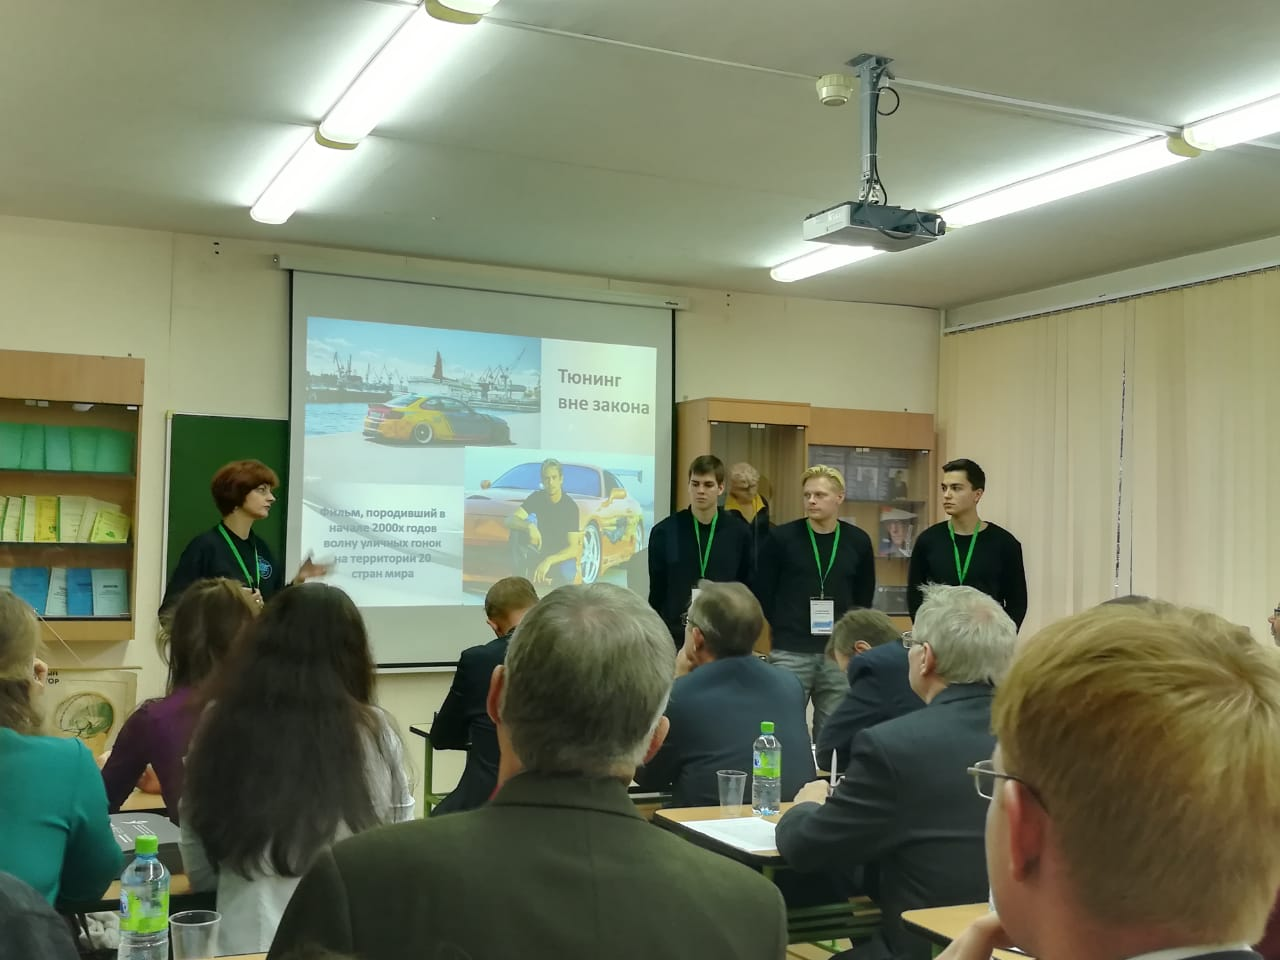 Тюнинг
вне закона
Фильм, породивший в
начале 2000х годов
волну уличных гонок
на территории 20
стран мира